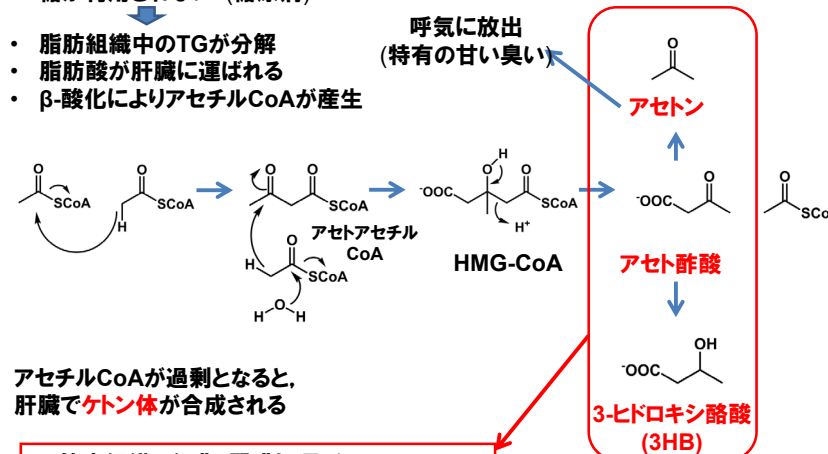 • 脂肪組織中のTGが分解
• 脂肪酸が肝臓に運ばれる
• β-酸化によりアセチルCoAが産生
呼気に放出
(特有の甘い臭い)
O
アセトン
O
SCoA
O
SCoA
H
O
O
SCoA
アセトアセチル
CoA
H
O
SCoA
H
O
H
O
H
-OOC
O
SCoA
H+
HMG-CoA
-OOC
O
アセト酢酸
O
SCo
OH
-OOC
3-ヒドロキシ酪酸
(3HB)
アセチルCoAが過剰となると,
肝臓でケトン体が合成される